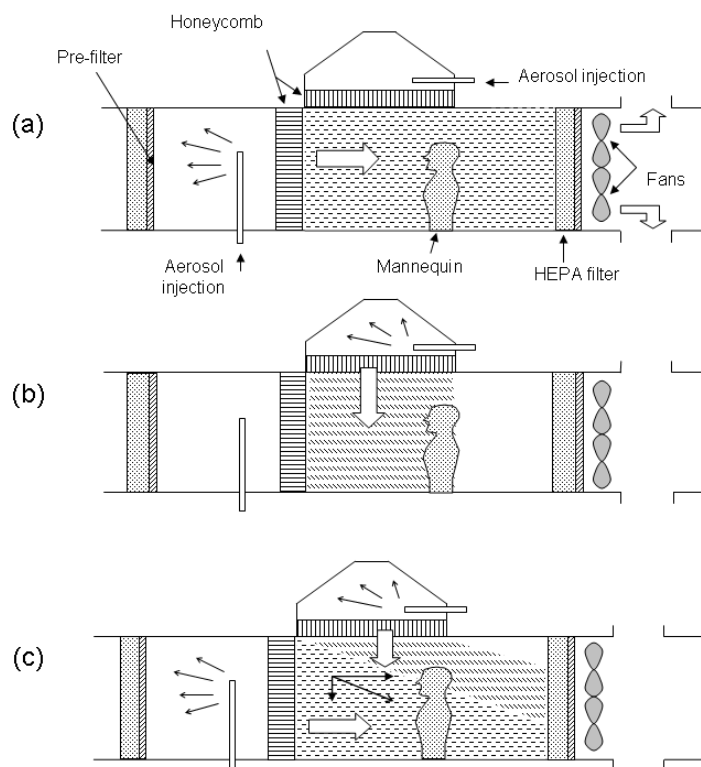 Honeycomb
Pre-filter
Aerosol injection
(a)
Fans
Aerosol
injection
Mannequin
HEPA filter
(b)
(c)